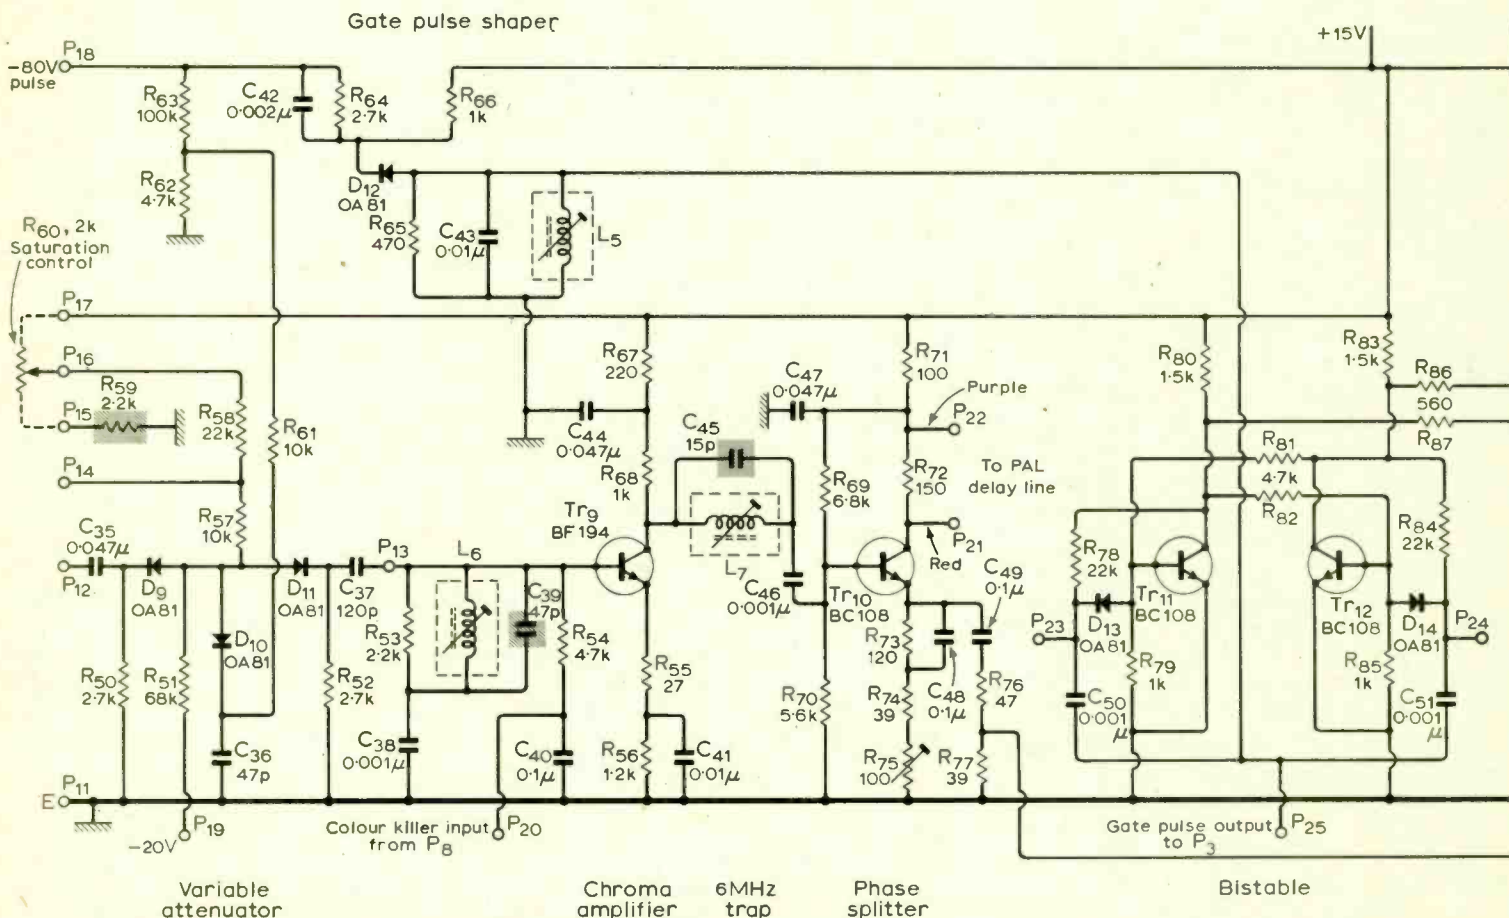 Gate pulse shaper
+15V
P18
-80V
pulse
R63
100k
C42
0·002μ
R64
2·7k
R66
1k
R62
4·7k
D12
OA81
R65
470
C43
0·01μ
L5
R60, 2k
Saturation
control
P17
P16
R59
2·2k
P15
R58
22k
R61
10k
P14
R57
10k
R67
220
C44
0·047μ
R68
1k
C45
15p
C47
0·047μ
R71
100
Purple
P22
R69
6·8k
R72
150
To PAL
delay line
R80
1·5k
R83
1·5k
R86
560
R87
R81
4·7k
R82
R84
22k
C35
0·047μ
P12
D9
OA81
D11
OA81
C37
120p
P13
L6
C39
47p
Tr9
BF194
L7
C46
0·001μ
Tr10
BC108
Red
P21
C49
0·1μ
R78
22k
Tr11
BC108
Tr12
BC108
D13
OA81
D14
OA81
P23
P24
D10
OA81
R50
2·7k
R51
68k
R52
2·7k
R53
2·2k
R54
4·7k
R55
27
R70
5·6k
R73
120
R74
39
C48
0·1μ
R76
47
R79
1k
R85
1k
C50
0·001
μ
C51
0·001
μ
C36
47p
C38
0·001μ
C40
0·1μ
R56
1·2k
C41
0·01μ
R75
100
R77
39
E
P11
P19
-20V
Colour killer input
from P8
P20
Gate pulse output
to P3
P25
Variable
attenuator
Chroma
amplifier
6MHz
trap
Phase
splitter
Bistable